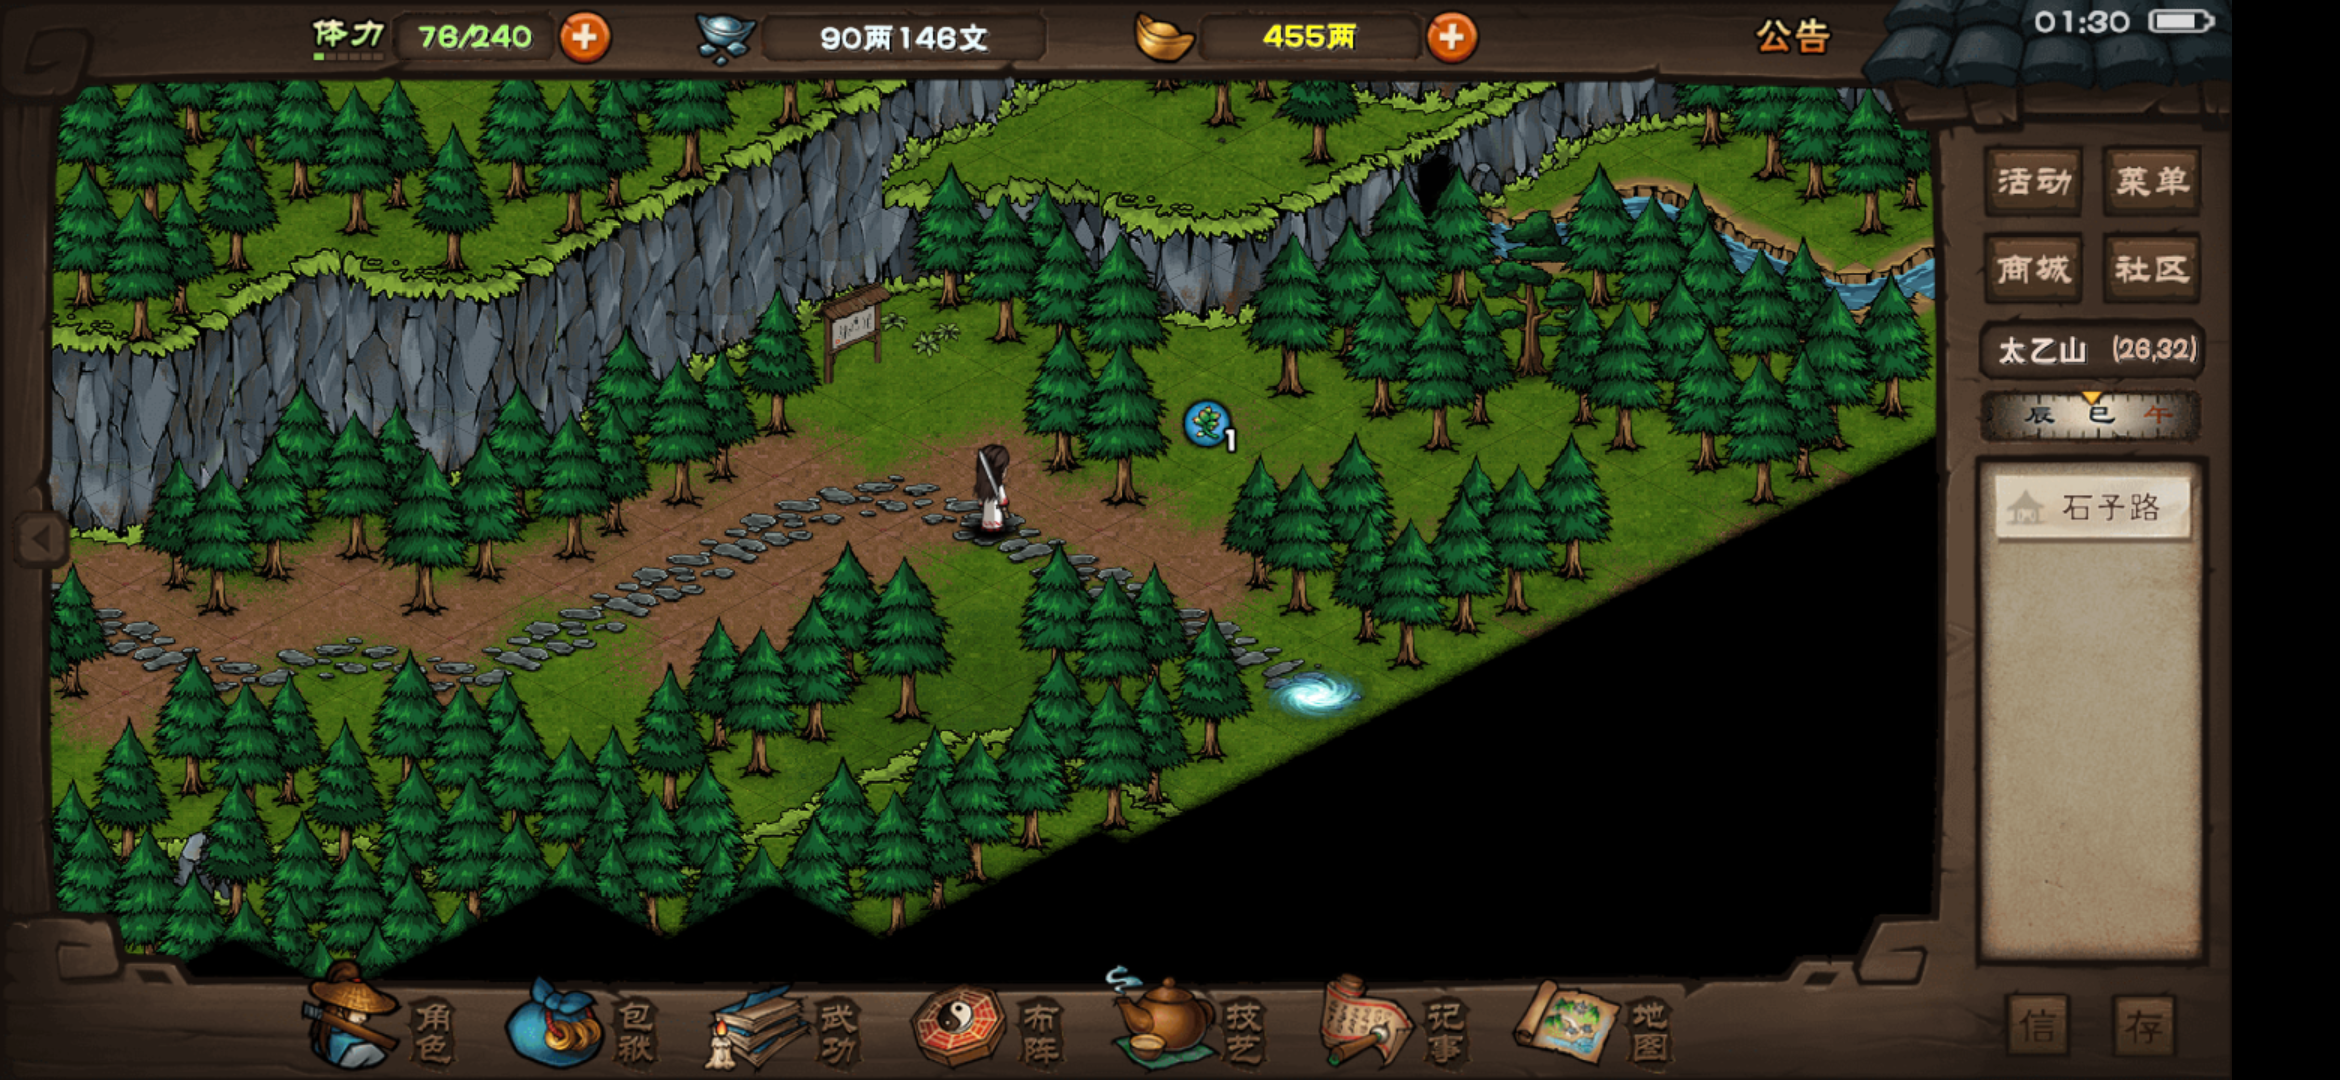 体力 76/240 90两146文 455两 公告 01:30
活动 菜单
商城 社区
太乙山 (26,32)
辰 巳 午
石子路
角色 包袱 武功 布阵 技艺 记事 地图 信 存
1